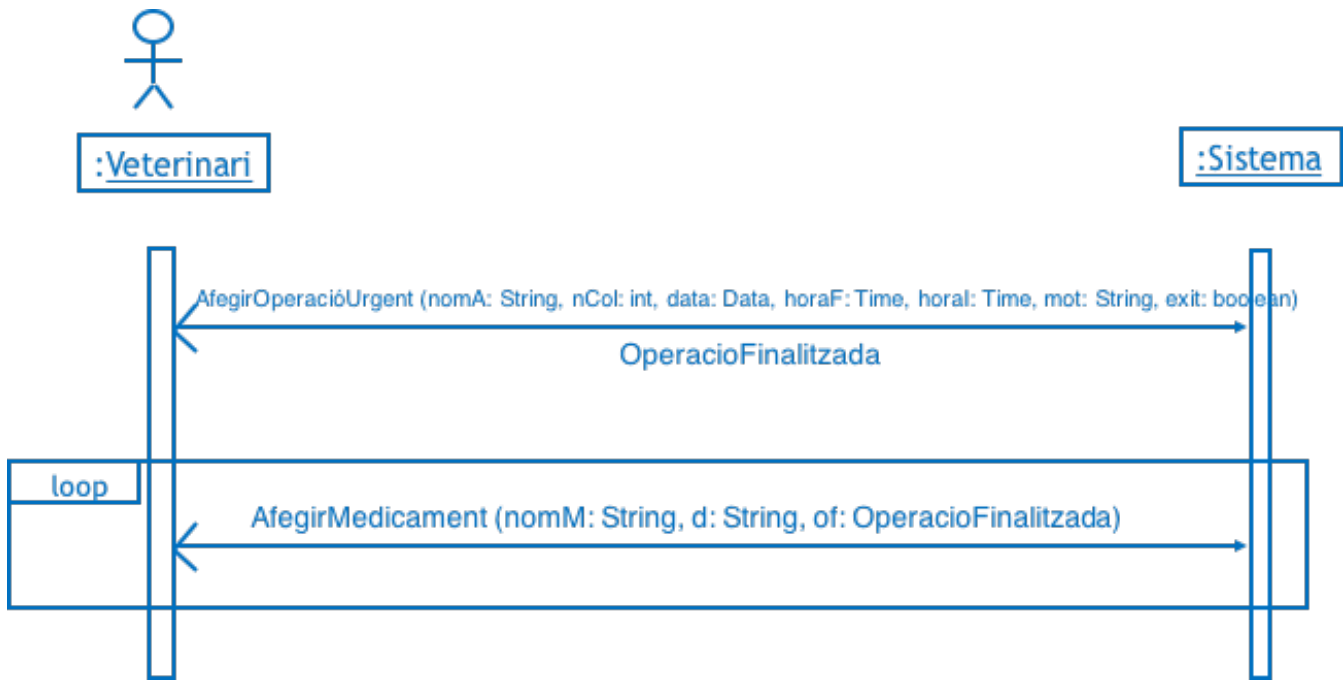 :Veterinari
:Sistema
AfegirOperacióUrgent (nomA: String, nCol: int, data: Data, horaF: Time, horaI: Time, mot: String, exit: boolean)
OperacioFinalitzada
loop
AfegirMedicament (nomM: String, d: String, of: OperacioFinalitzada)